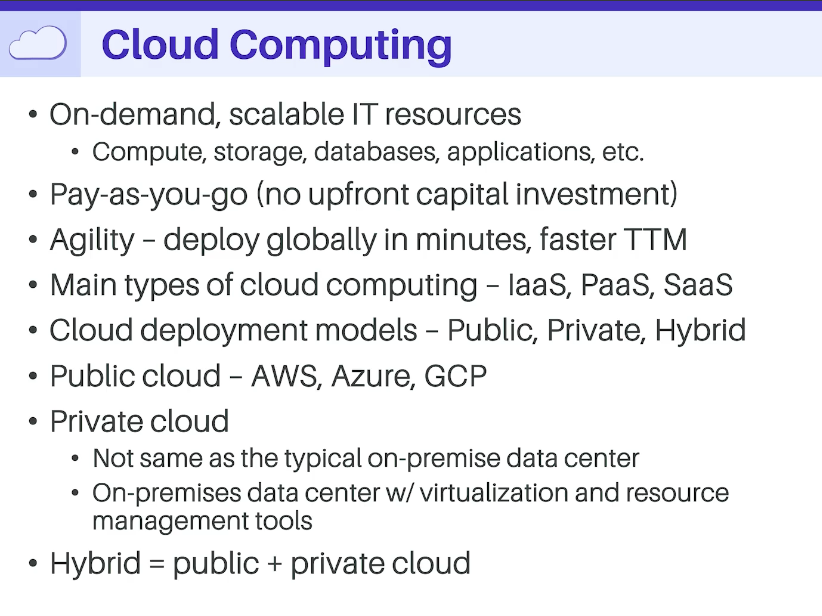 Cloud Computing
• On-demand, scalable IT resources
• Compute, storage, databases, applications, etc.
• Pay-as-you-go (no upfront capital investment)
• Agility – deploy globally in minutes, faster TTM
• Main types of cloud computing – IaaS, PaaS, SaaS
• Cloud deployment models – Public, Private, Hybrid
• Public cloud – AWS, Azure, GCP
• Private cloud
• Not same as the typical on-premise data center
• On-premises data center w/ virtualization and resource
management tools
• Hybrid = public + private cloud